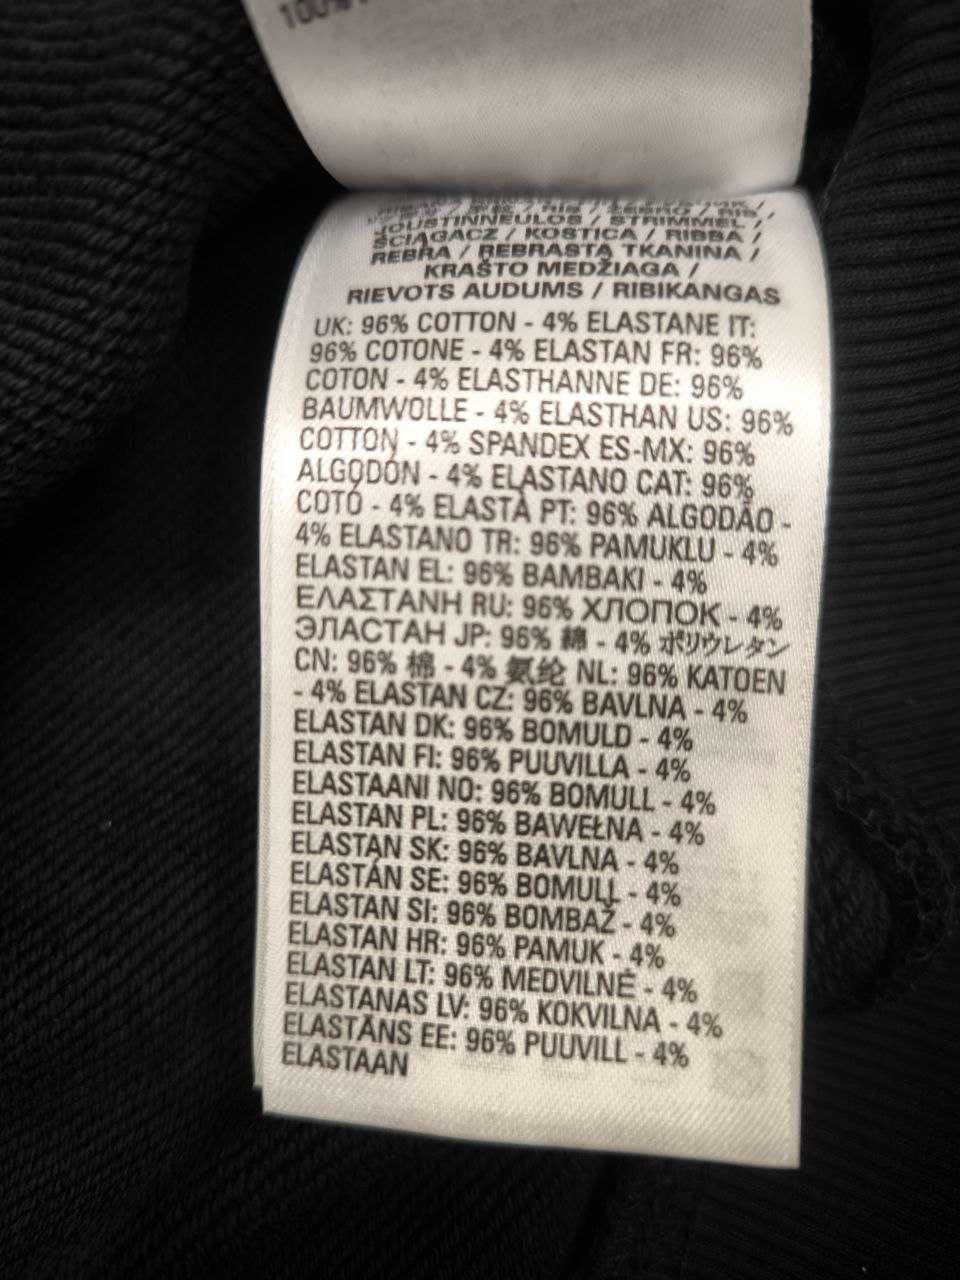 100%
JOUSTINNEULOS / STRIMMEL /
ŚCIĄGACZ / KOSTICA / RIBBA /
REBRA / REBRASTA TKANINA /
KRAŠTO MEDŽIAGA /
RIEVOTS AUDUMS / RIBIKANGAS
UK: 96% COTTON - 4% ELASTANE IT:
96% COTONE - 4% ELASTAN FR: 96%
COTON - 4% ELASTHANNE DE: 96%
BAUMWOLLE - 4% ELASTHAN US: 96%
COTTON - 4% SPANDEX ES-MX: 96%
ALGODÓN - 4% ELASTANO CAT: 96%
COTÓ - 4% ELASTÀ PT: 96% ALGODÃO -
4% ELASTANO TR: 96% PAMUKLU - 4%
ELASTAN EL: 96% BAMBAKI - 4%
ΕΛΑΣΤΑΝΗ RU: 96% ХЛОПОК - 4%
ЭЛАСТАН JP: 96% 綿 - 4% ポリウレタン
CN: 96% 棉 - 4% 氨纶 NL: 96% KATOEN
- 4% ELASTAN CZ: 96% BAVLNA - 4%
ELASTAN DK: 96% BOMULD - 4%
ELASTAN FI: 96% PUUVILLA - 4%
ELASTAANI NO: 96% BOMULL - 4%
ELASTAN PL: 96% BAWEŁNA - 4%
ELASTAN SK: 96% BAVLNA - 4%
ELASTÁN SE: 96% BOMULL - 4%
ELASTAN SI: 96% BOMBAŽ - 4%
ELASTAN HR: 96% PAMUK - 4%
ELASTAN LT: 96% MEDVILNĖ - 4%
ELASTANAS LV: 96% KOKVILNA - 4%
ELASTĀNS EE: 96% PUUVILL - 4%
ELASTAAN